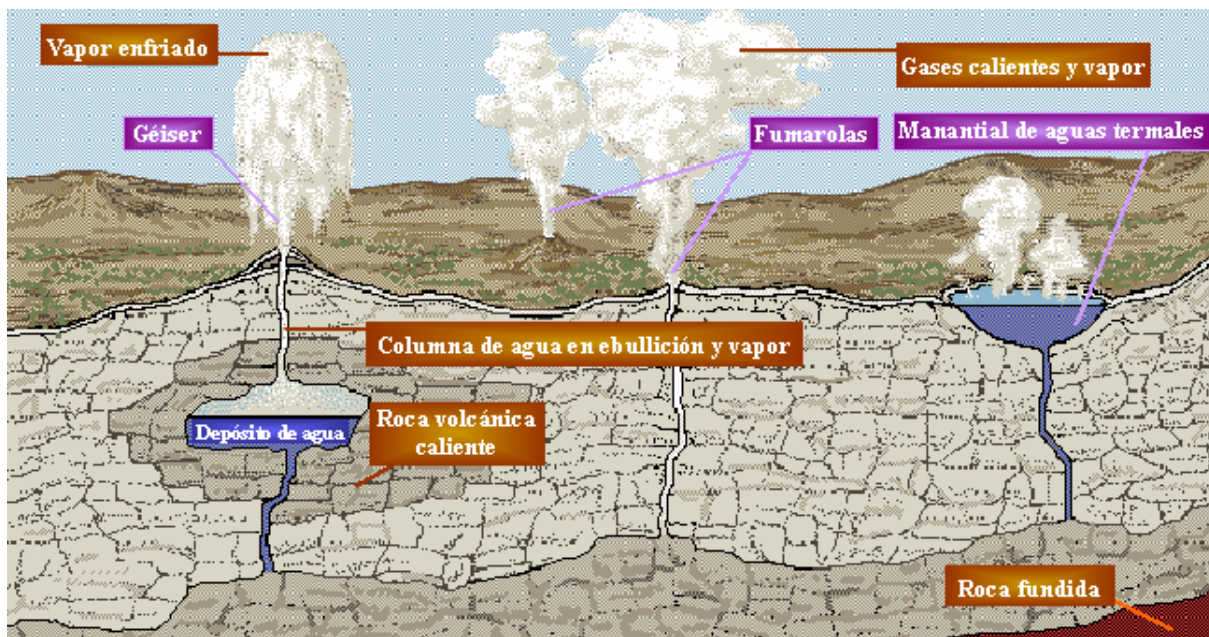 Vapor enfriado
Gases calientes y vapor
Géiser
Fumarolas
Manantial de aguas termales
Columna de agua en ebullición y vapor
Depósito de agua
Roca volcánica
caliente
Roca fundida